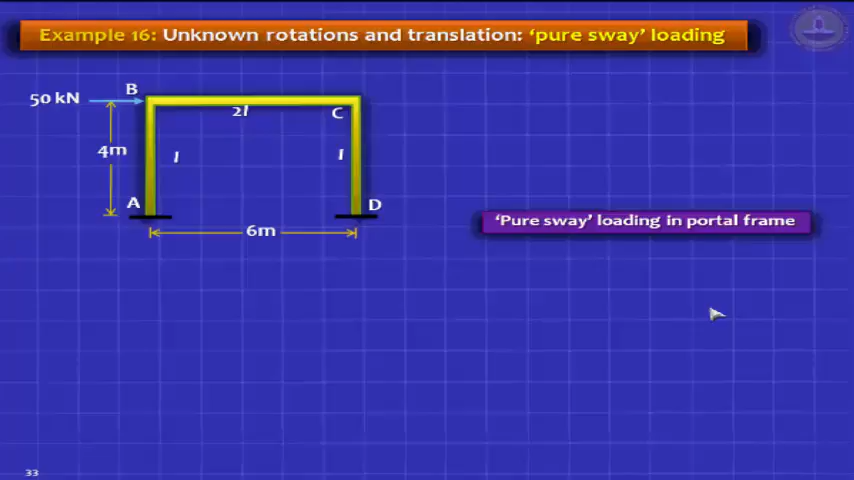 Example 16: Unknown rotations and translation: ‘pure sway’ loading
50 kN
B
2I
C
4m
I
I
A
D
6m
‘Pure sway’ loading in portal frame
33